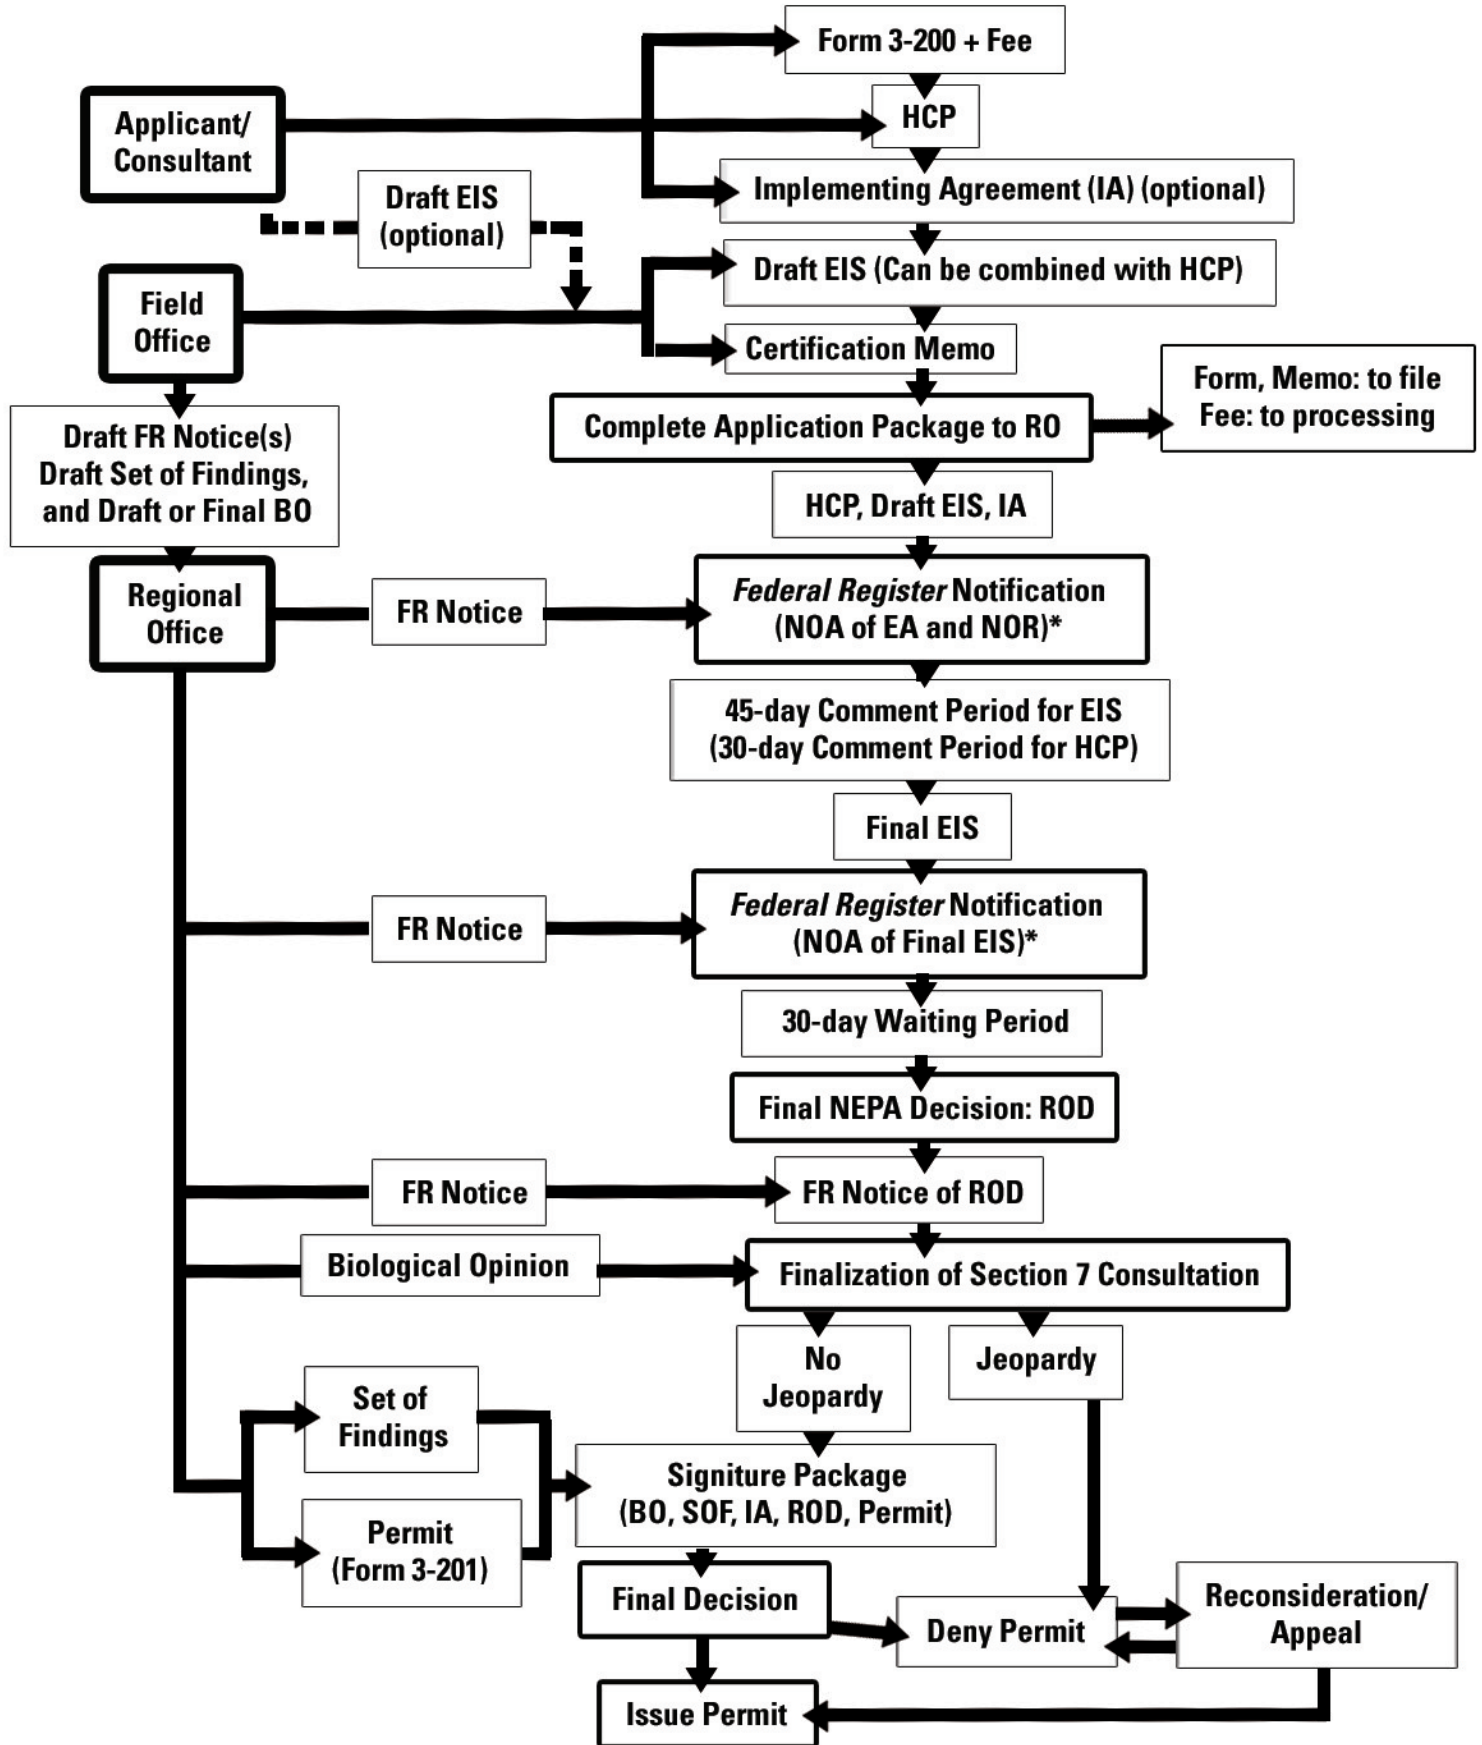 Form 3-200 + Fee
Applicant/
Consultant
HCP
Implementing Agreement (IA) (optional)
Draft EIS
(optional)
Draft EIS (Can be combined with HCP)
Field
Office
Certification Memo
Form, Memo: to file
Fee: to processing
Complete Application Package to RO
Draft FR Notice(s)
Draft Set of Findings,
and Draft or Final BO
HCP, Draft EIS, IA
Regional
Office
FR Notice
Federal Register Notification
(NOA of EA and NOR)*
45-day Comment Period for EIS
(30-day Comment Period for HCP)
Final EIS
FR Notice
Federal Register Notification
(NOA of Final EIS)*
30-day Waiting Period
Final NEPA Decision: ROD
FR Notice
FR Notice of ROD
Biological Opinion
Finalization of Section 7 Consultation
No
Jeopardy
Jeopardy
Set of
Findings
Signiture Package
(BO, SOF, IA, ROD, Permit)
Permit
(Form 3-201)
Final Decision
Deny Permit
Reconsideration/
Appeal
Issue Permit